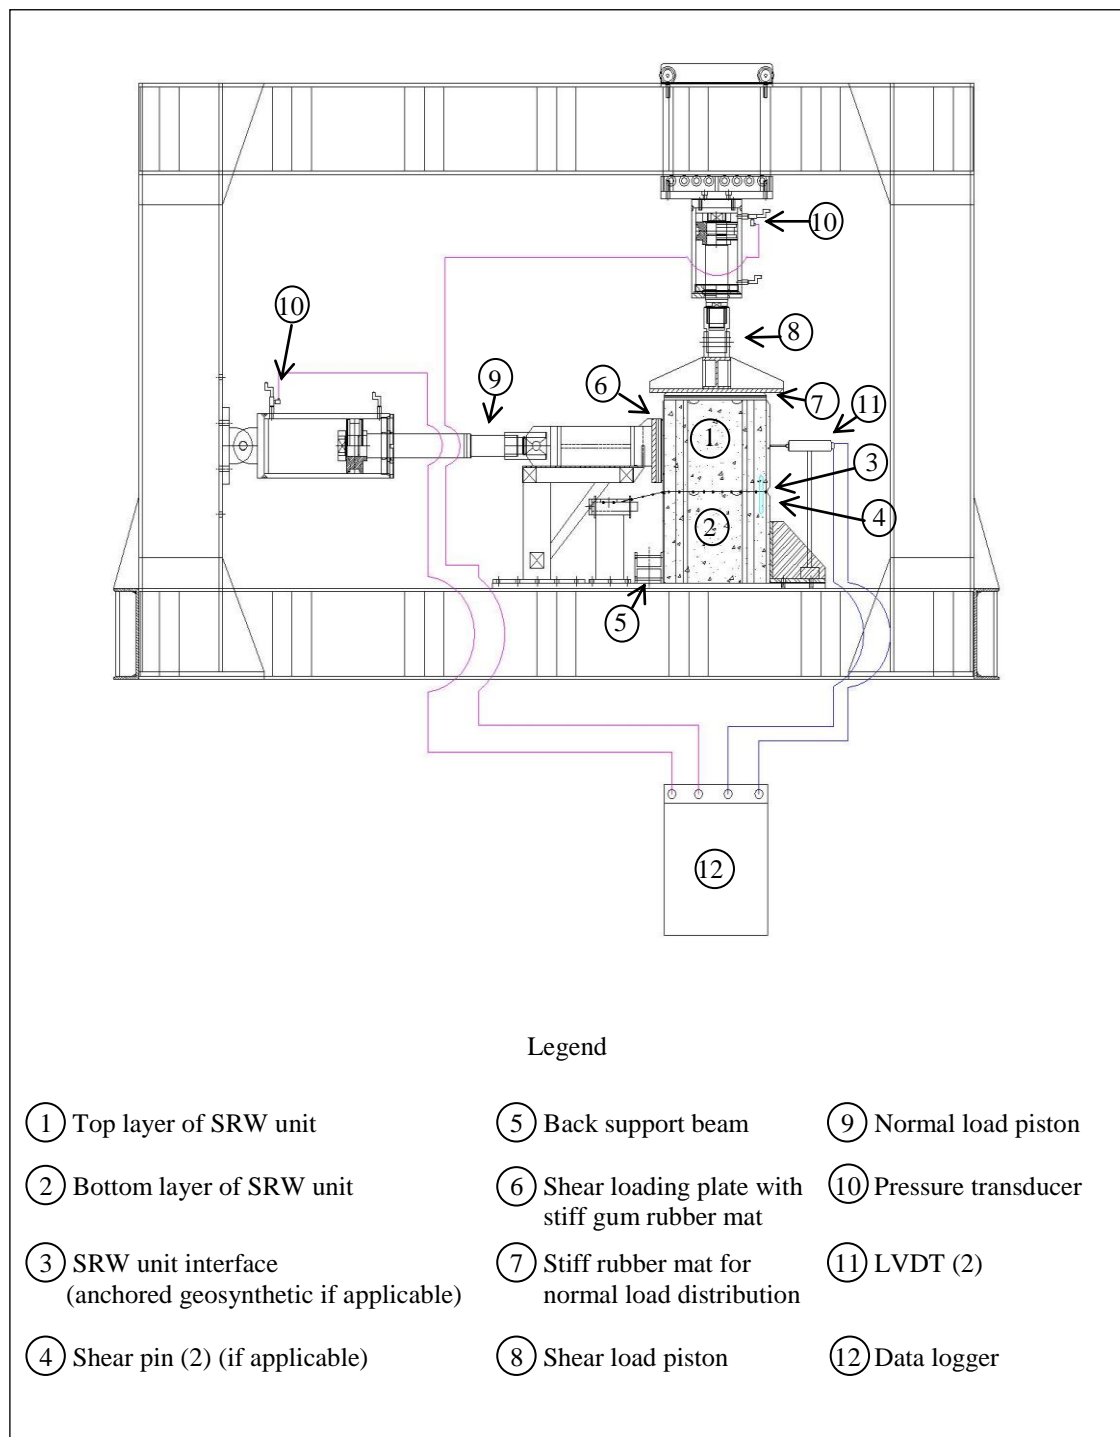 10
10
8
9
6
7
11
1
3
2
4
5
12
Legend
1 Top layer of SRW unit
5 Back support beam
9 Normal load piston
2 Bottom layer of SRW unit
6 Shear loading plate with
stiff gum rubber mat
10 Pressure transducer
3 SRW unit interface
(anchored geosynthetic if applicable)
7 Stiff rubber mat for
normal load distribution
11 LVDT (2)
4 Shear pin (2) (if applicable)
8 Shear load piston
12 Data logger